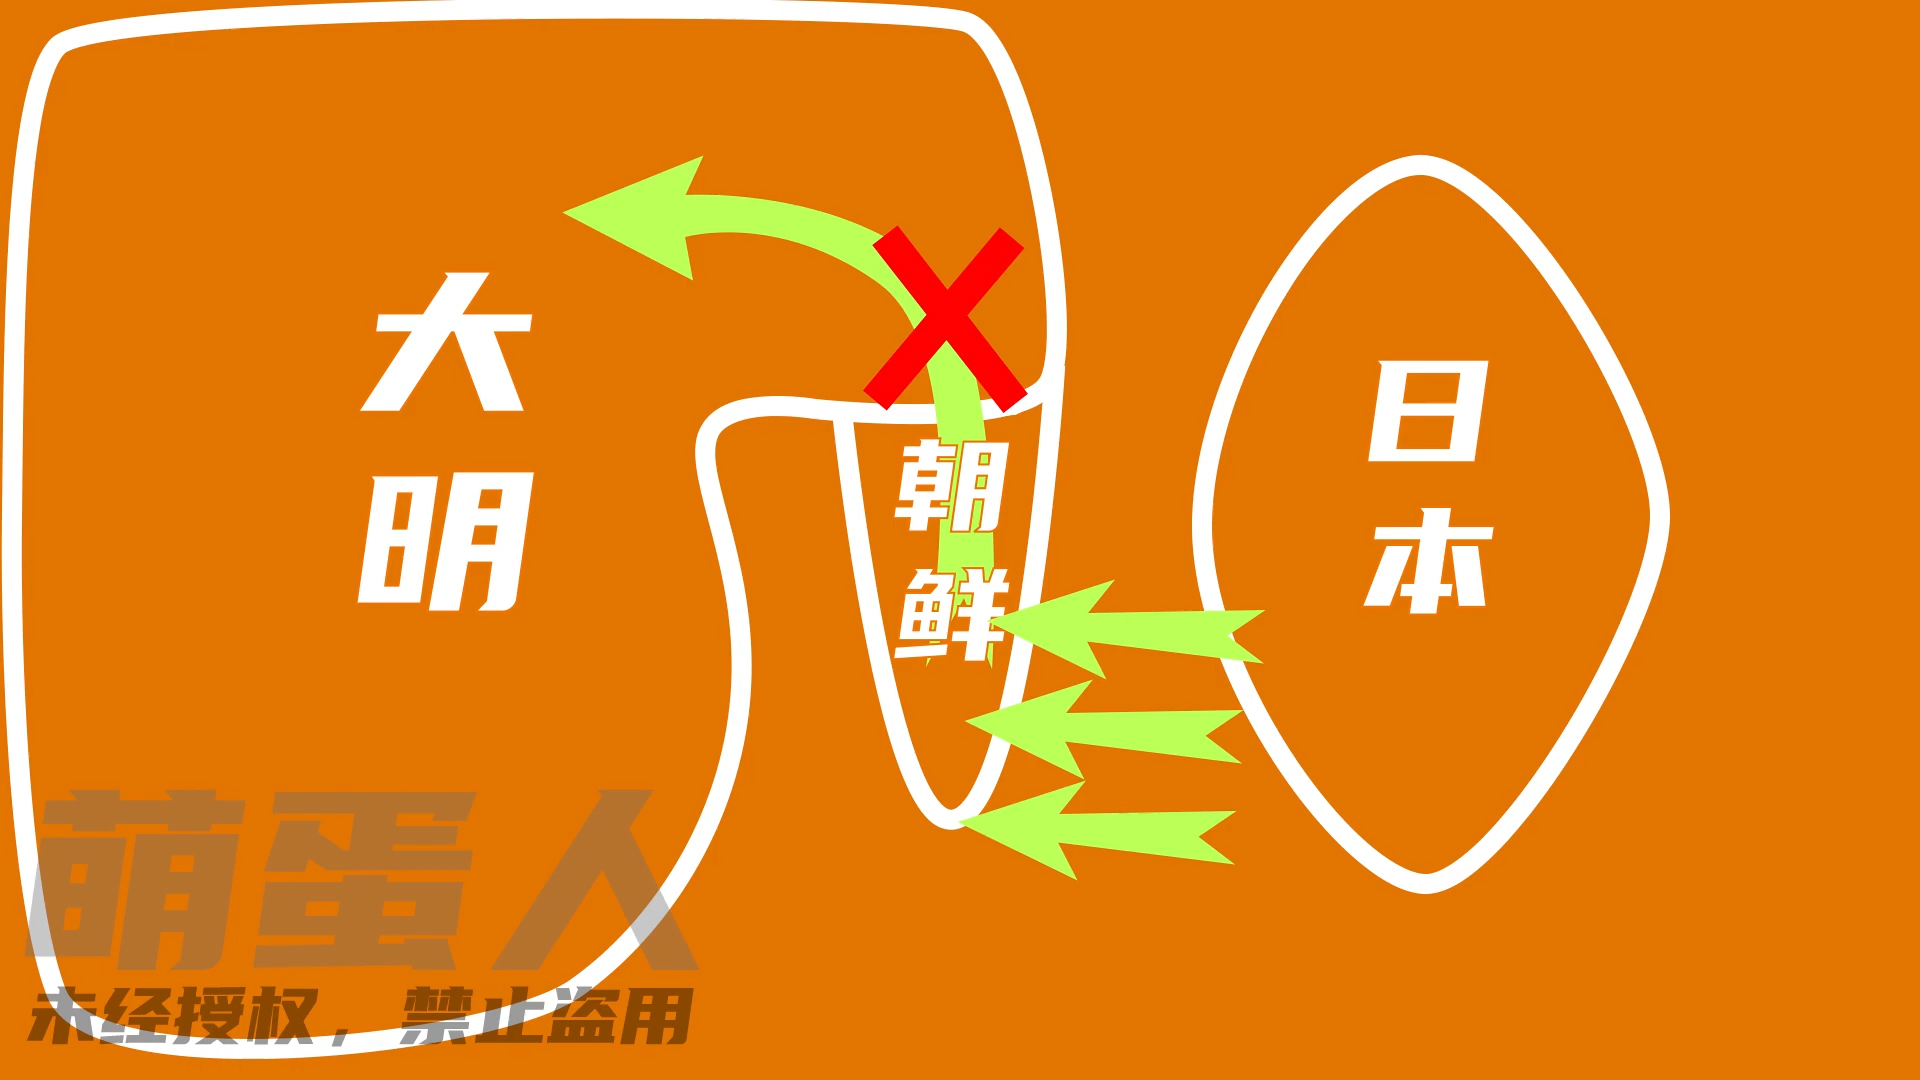 大明
朝鲜
日本
萌蛋人
未经授权，禁止盗用